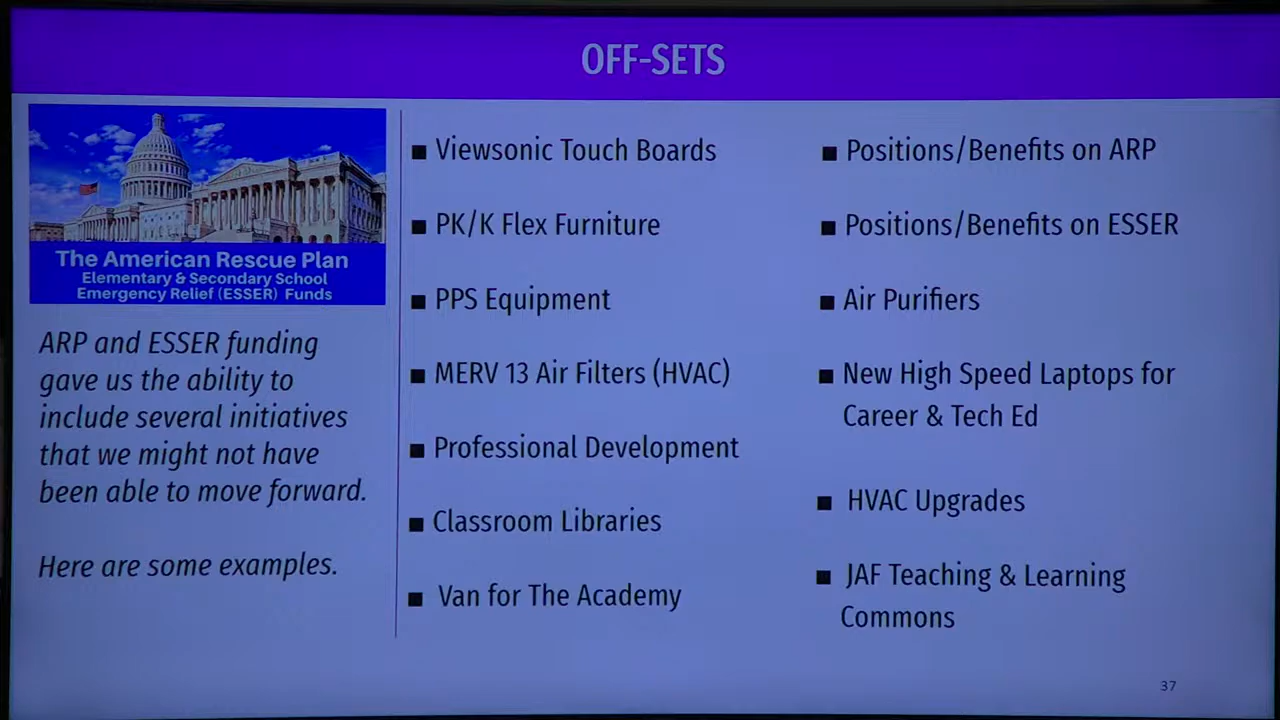 OFF-SETS
The American Rescue Plan
Elementary & Secondary School
Emergency Relief (ESSER) Funds
ARP and ESSER funding
gave us the ability to
include several initiatives
that we might not have
been able to move forward.
Here are some examples.
■ Viewsonic Touch Boards
■ PK/K Flex Furniture
■ PPS Equipment
■ MERV 13 Air Filters (HVAC)
■ Professional Development
■ Classroom Libraries
■ Van for The Academy
■ Positions/Benefits on ARP
■ Positions/Benefits on ESSER
■ Air Purifiers
■ New High Speed Laptops for
Career & Tech Ed
■ HVAC Upgrades
■ JAF Teaching & Learning
Commons
37